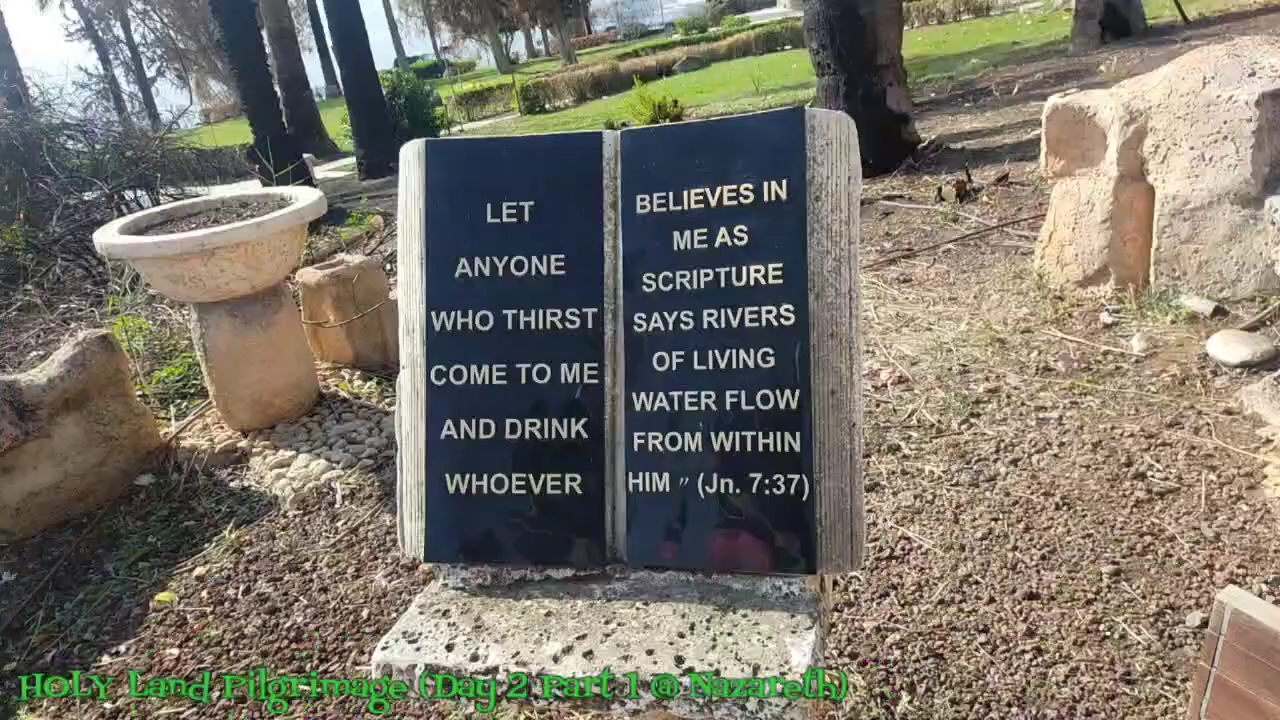 LET
ANYONE
WHO THIRST
COME TO ME
AND DRINK
WHOEVER
BELIEVES IN
ME AS
SCRIPTURE
SAYS RIVERS
OF LIVING
WATER FLOW
FROM WITHIN
HIM " (Jn. 7:37)
HOLY Land Pilgrimage (Day 2 Part 1 @ Nazareth)